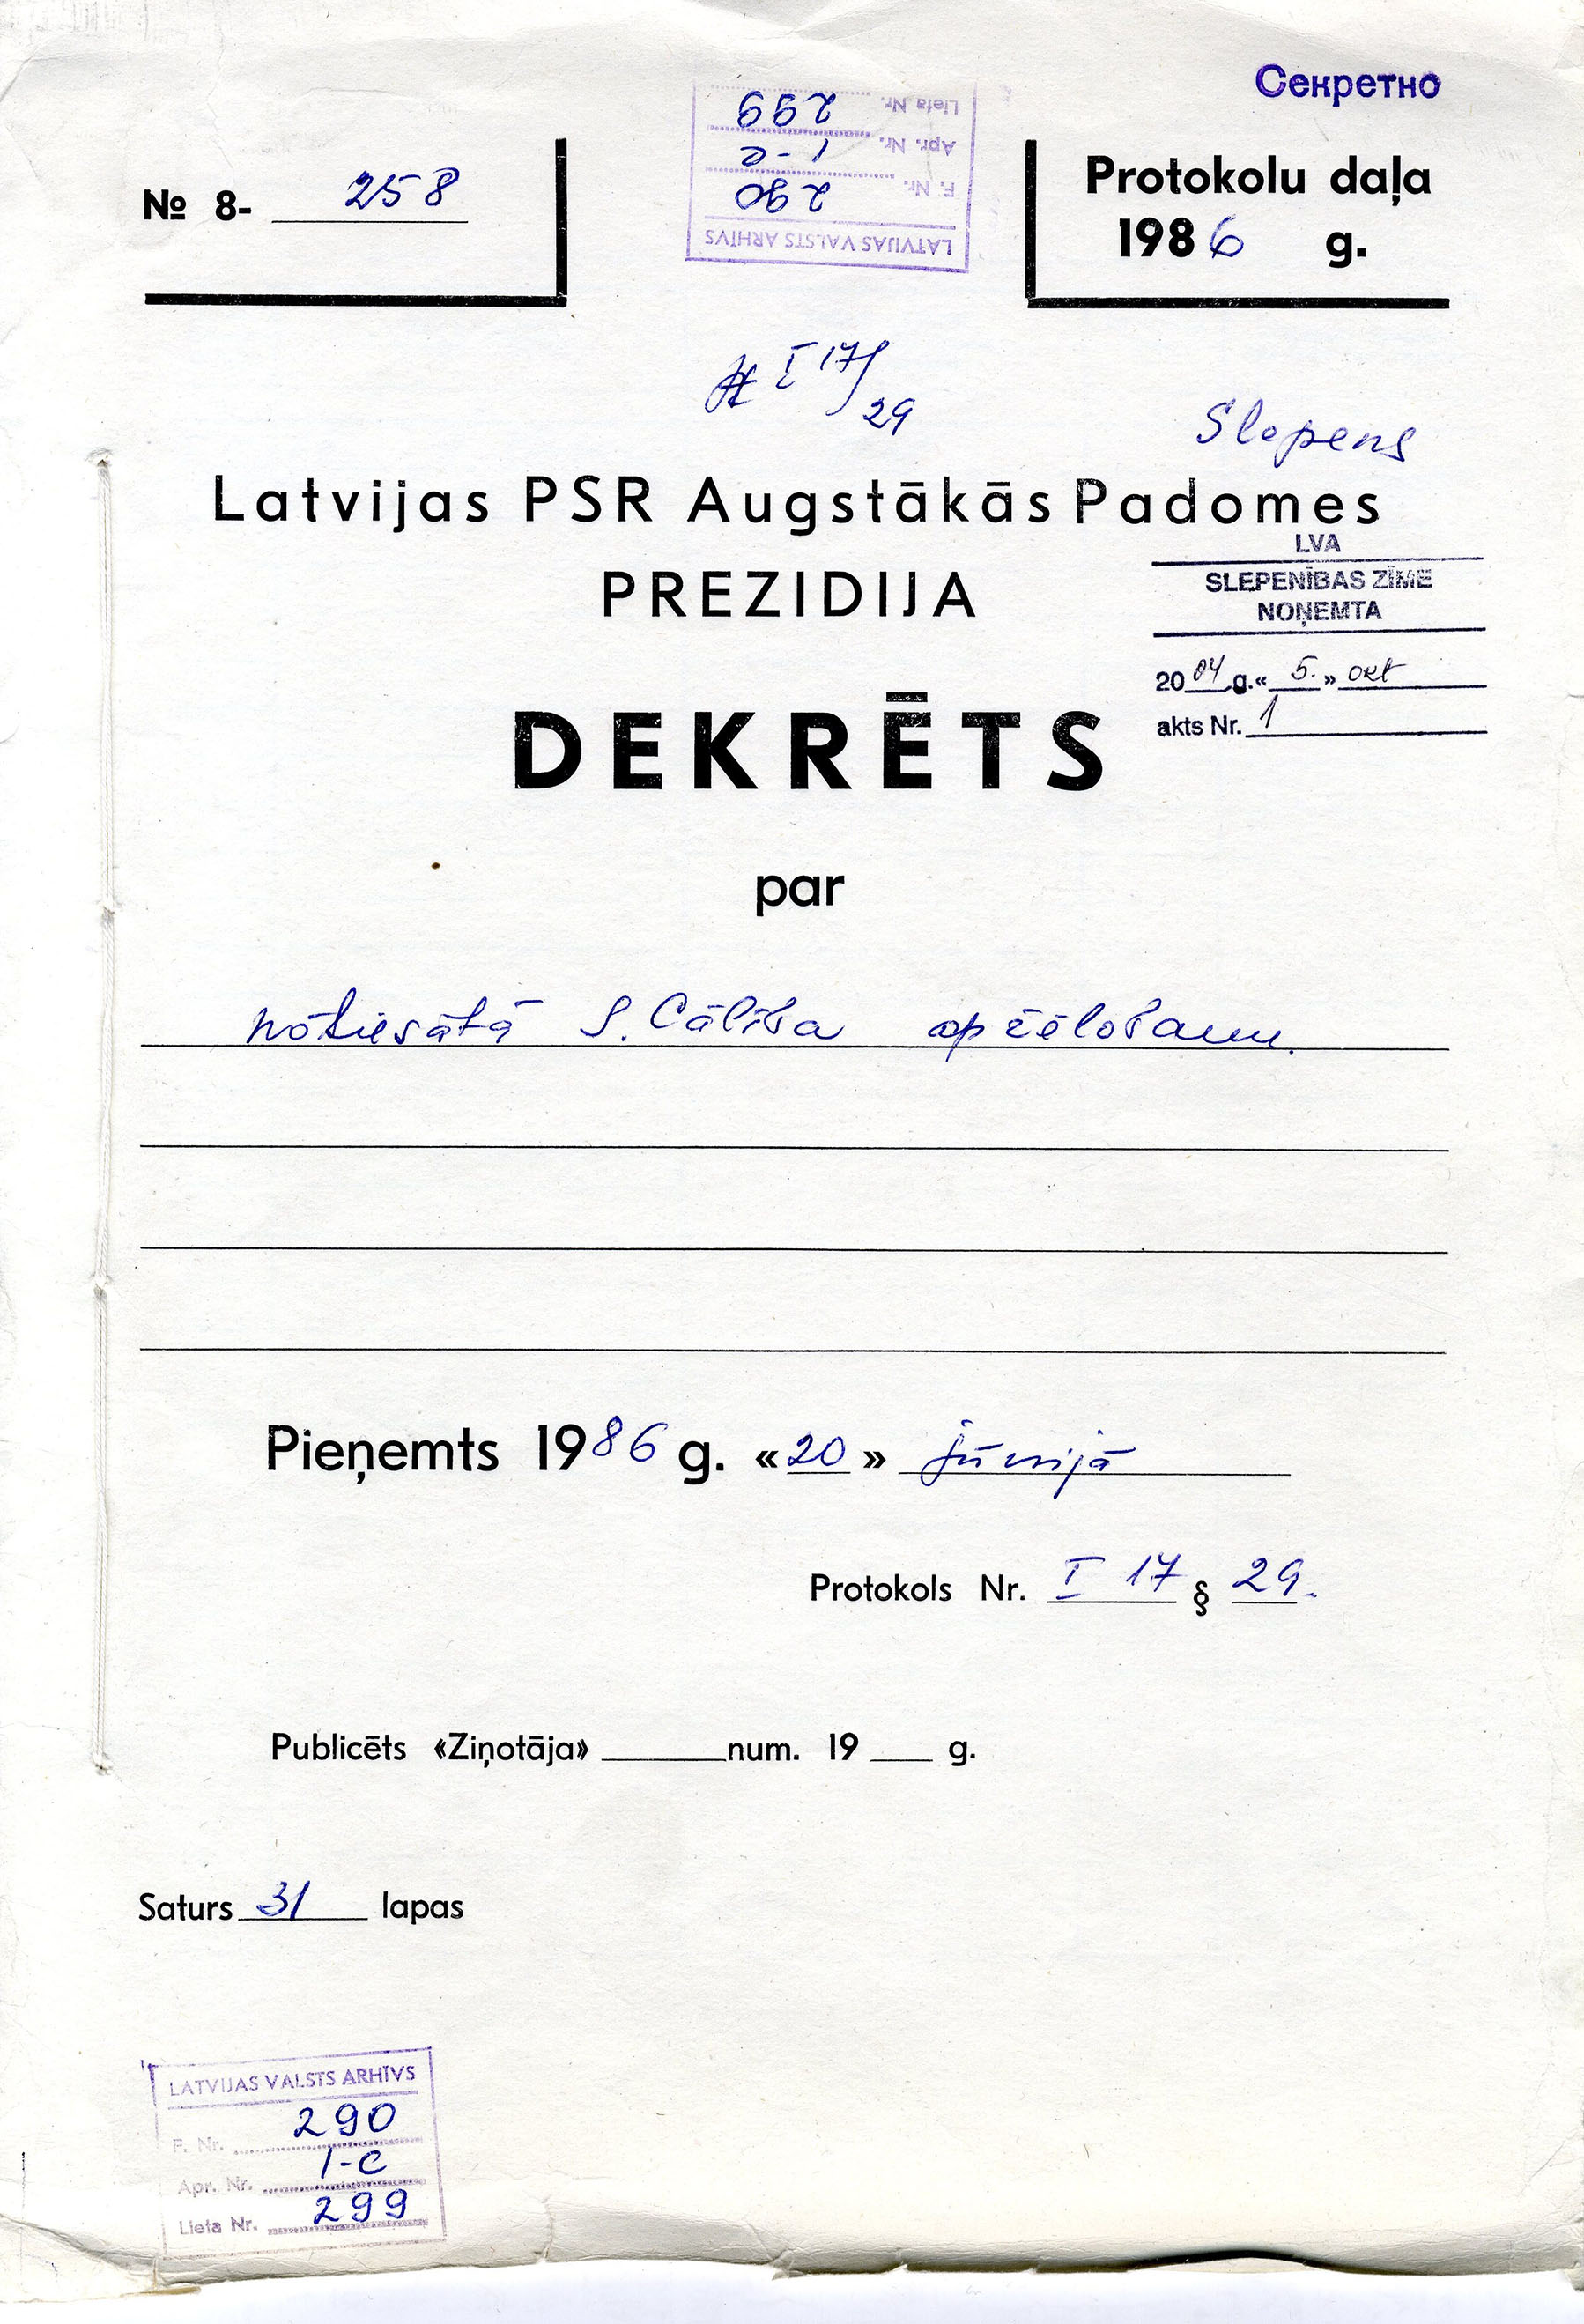 Секретно
Lieta Nr. 299
Apr. Nr. 1-c
F. Nr. 290
LATVIJAS VALSTS ARHĪVS
№ 8- 258
Protokolu daļa
1986 g.
I 17/29
Slepens
Latvijas PSR Augstākās Padomes
PREZIDIJA
LVA
SLEPENĪBAS ZĪME
NOŅEMTA
2004 g. « 5. » okt
akts Nr. 1
DEKRĒTS
par
notiesātā S. Cālīša apžēlošanu.
Pieņemts 1986 g. «20» jūnijā
Protokols Nr. I 17 § 29.
Publicēts «Ziņotāja» num. 19 g.
Saturs 31 lapas
LATVIJAS VALSTS ARHĪVS
F. Nr. 290
Apr. Nr. 1-c
Lieta Nr. 299